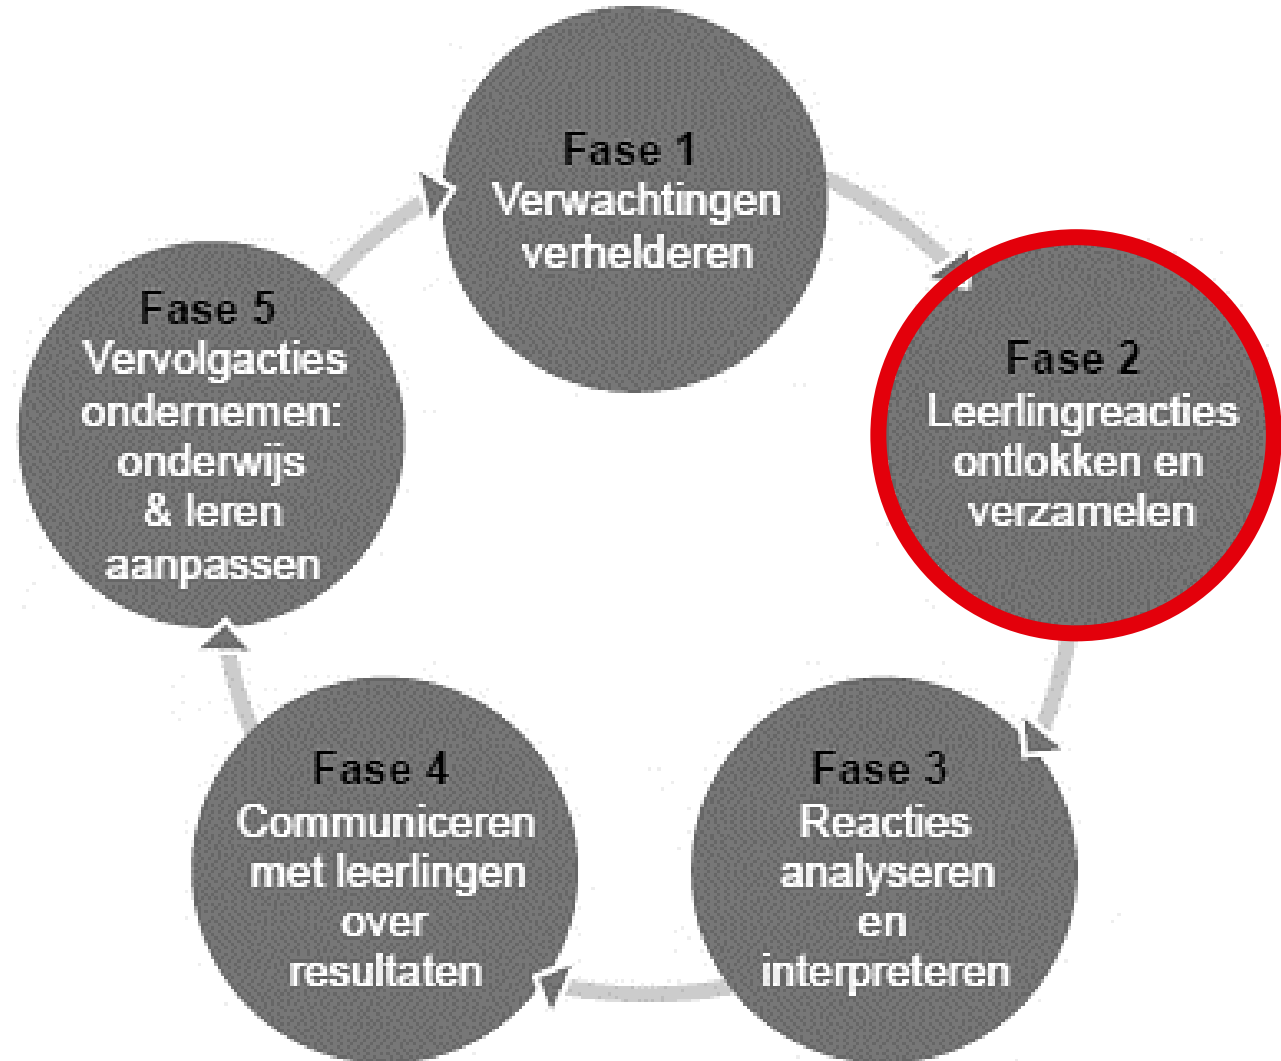 Fase 1
Verwachtingen
verhelderen
Fase 2
Leerlingreacties
ontlokken en
verzamelen
Fase 3
Reacties
analyseren
en
interpreteren
Fase 4
Communiceren
met leerlingen
over
resultaten
Fase 5
Vervolgacties
ondernemen:
onderwijs
& leren
aanpassen